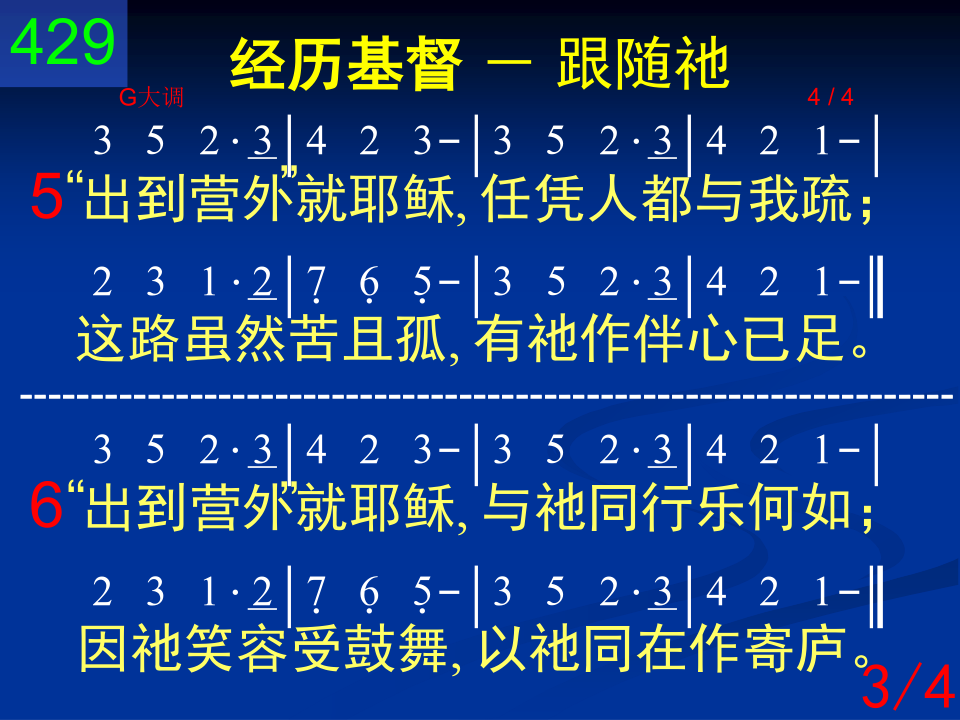 429
经历基督 － 跟随祂
G大调 4 / 4
3 5 2 · 3 | 4 2 3 - | 3 5 2 · 3 | 4 2 1 - |
5 “出到营外”就耶稣, 任凭人都与我疏；
2 3 1 · 2 | 7̣ 6̣ 5̣ - | 3 5 2 · 3 | 4 2 1 - ‖
这路虽然苦且孤, 有祂作伴心已足。
------------------------------------------------------------------
3 5 2 · 3 | 4 2 3 - | 3 5 2 · 3 | 4 2 1 - |
6 “出到营外”就耶稣, 与祂同行乐何如；
2 3 1 · 2 | 7̣ 6̣ 5̣ - | 3 5 2 · 3 | 4 2 1 - ‖
因祂笑容受鼓舞, 以祂同在作寄庐。
3/4